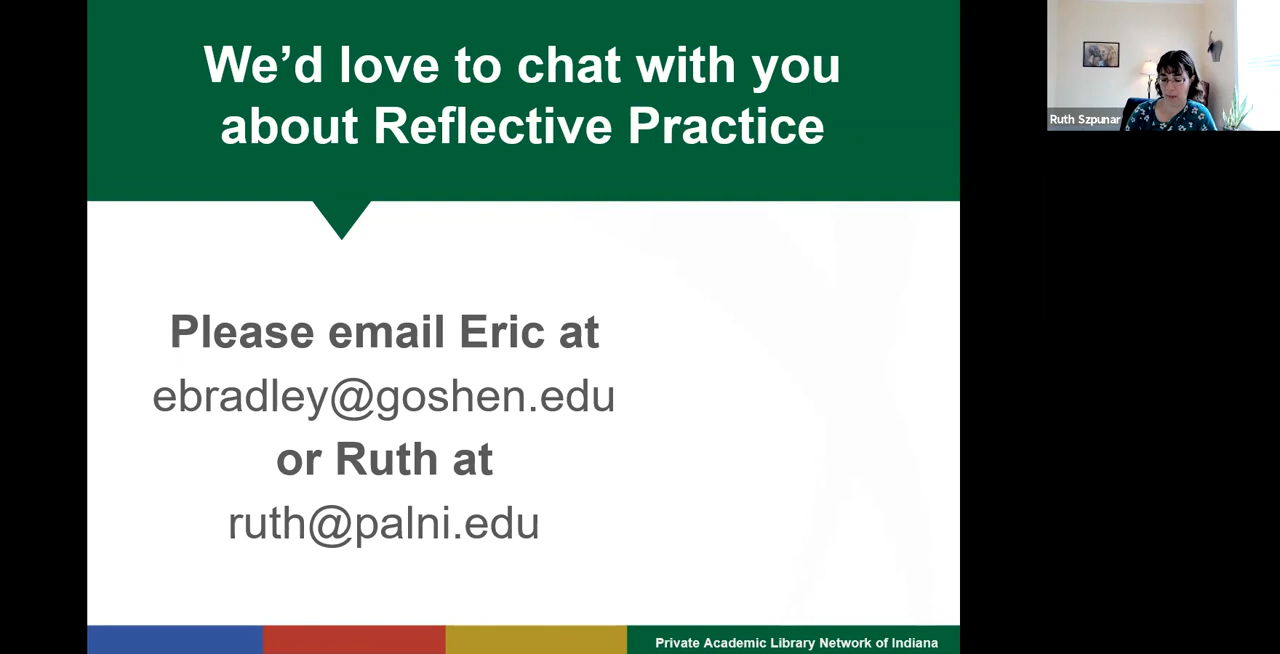 We’d love to chat with you
about Reflective Practice
Ruth Szpunar
Please email Eric at
ebradley@goshen.edu
or Ruth at
ruth@palni.edu
Private Academic Library Network of Indiana